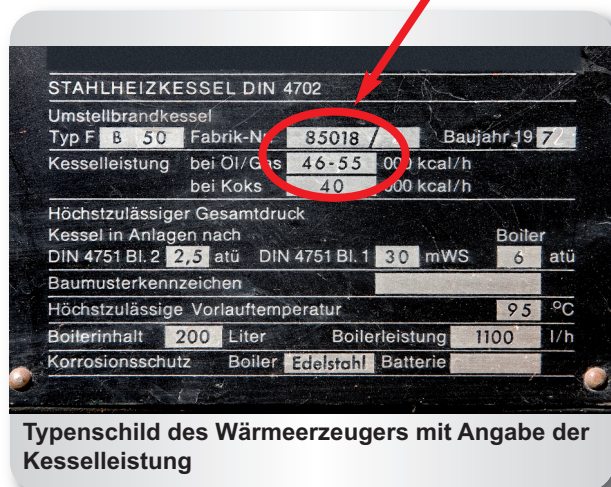 STAHLHEIZKESSEL DIN 4702
Umstellbrandkessel
Typ F B 50 Fabrik-Nr. 85018 / Baujahr 19 72
Kesselleistung bei Öl/Gas 46-55 000 kcal/h
bei Koks 40 000 kcal/h
Höchstzulässiger Gesamtdruck
Kessel in Anlagen nach Boiler
DIN 4751 Bl. 2 2,5 atü DIN 4751 Bl. 1 30 mWS 6 atü
Baumusterkennzeichen
Höchstzulässige Vorlauftemperatur 95 °C
Boilerinhalt 200 Liter Boilerleistung 1100 l/h
Korrosionsschutz Boiler Edelstahl Batterie
Typenschild des Wärmeerzeugers mit Angabe der
Kesselleistung